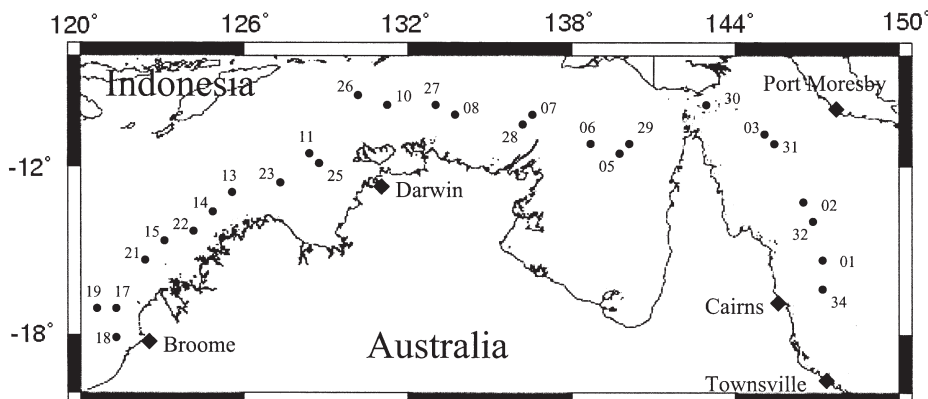 120° 126° 132° 138° 144° 150°
Indonesia
26 10 27 08 07
28
30
Port Moresby
06 29
05
03 31
11
25
-12°
23
13
Darwin
14
22
15
21
02
32
01
34
19 17
18
Cairns
-18°
Broome
Australia
Townsville